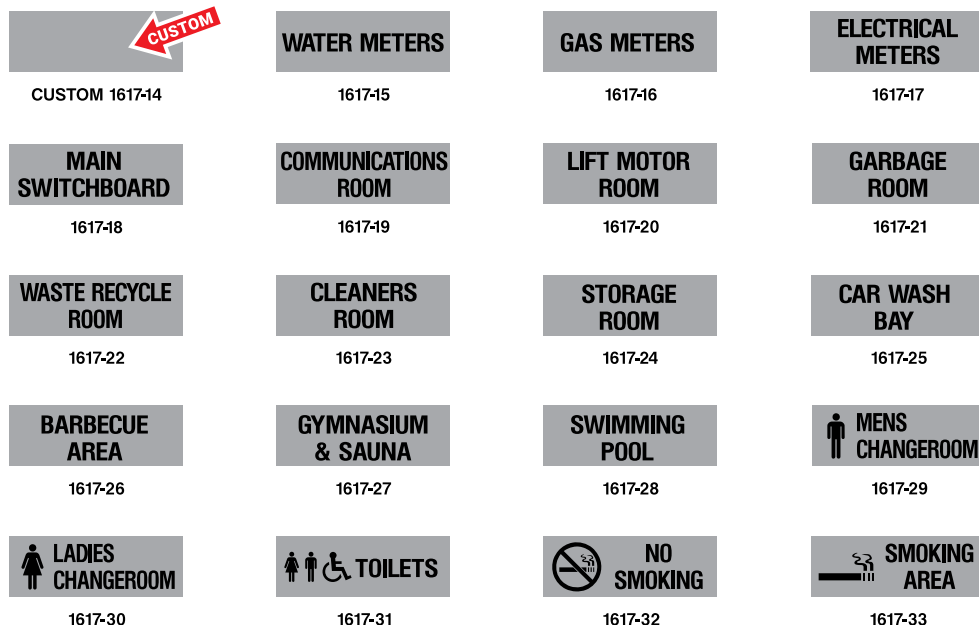 CUSTOM
WATER METERS
GAS METERS
ELECTRICAL
METERS
CUSTOM 1617-14
1617-15
1617-16
1617-17
MAIN
SWITCHBOARD
COMMUNICATIONS
ROOM
LIFT MOTOR
ROOM
GARBAGE
ROOM
1617-18
1617-19
1617-20
1617-21
WASTE RECYCLE
ROOM
CLEANERS
ROOM
STORAGE
ROOM
CAR WASH
BAY
1617-22
1617-23
1617-24
1617-25
BARBECUE
AREA
GYMNASIUM
& SAUNA
SWIMMING
POOL
MENS
CHANGEROOM
1617-26
1617-27
1617-28
1617-29
LADIES
CHANGEROOM
TOILETS
NO
SMOKING
SMOKING
AREA
1617-30
1617-31
1617-32
1617-33